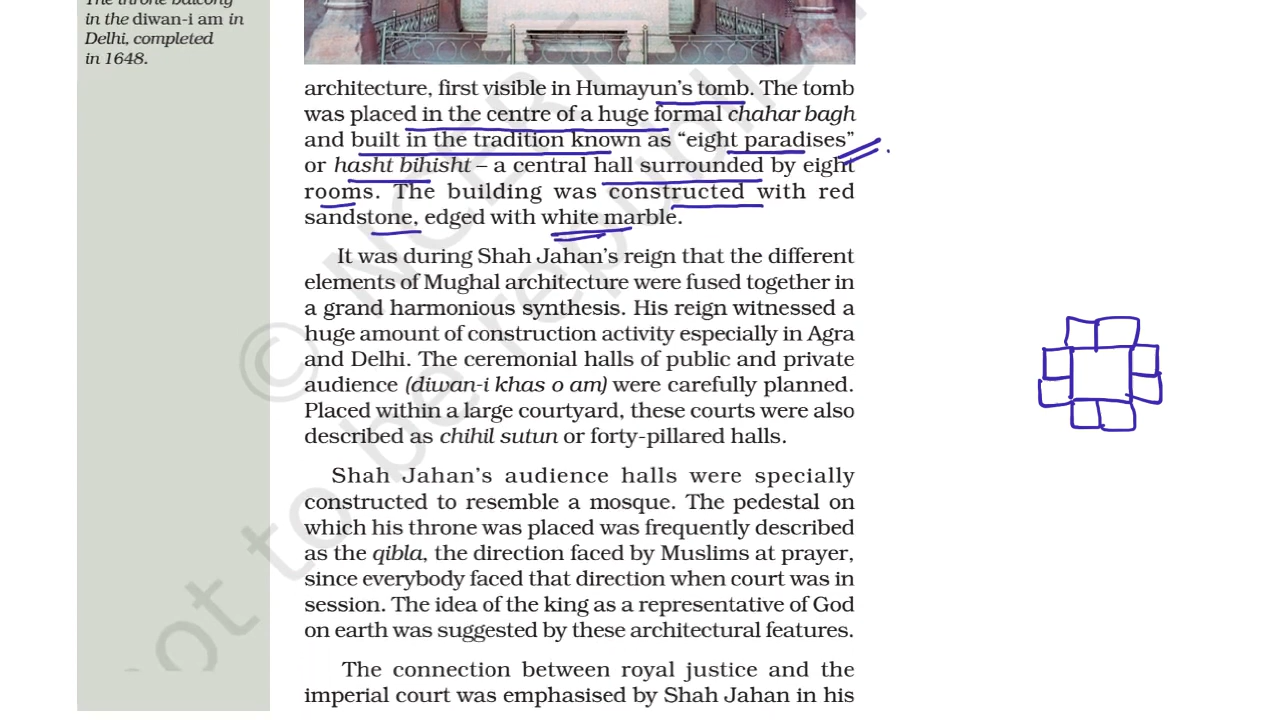 The throne balcony
in the diwan-i am in
Delhi, completed
in 1648.
architecture, first visible in Humayun's tomb. The tomb
was placed in the centre of a huge formal chahar bagh
and built in the tradition known as “eight paradises”
or hasht bihisht – a central hall surrounded by eight
rooms. The building was constructed with red
sandstone, edged with white marble.
It was during Shah Jahan's reign that the different
elements of Mughal architecture were fused together in
a grand harmonious synthesis. His reign witnessed a
huge amount of construction activity especially in Agra
and Delhi. The ceremonial halls of public and private
audience (diwan-i khas o am) were carefully planned.
Placed within a large courtyard, these courts were also
described as chihil sutun or forty-pillared halls.
Shah Jahan's audience halls were specially
constructed to resemble a mosque. The pedestal on
which his throne was placed was frequently described
as the qibla, the direction faced by Muslims at prayer,
since everybody faced that direction when court was in
session. The idea of the king as a representative of God
on earth was suggested by these architectural features.
The connection between royal justice and the
imperial court was emphasised by Shah Jahan in his
© NCERT
not to be republi